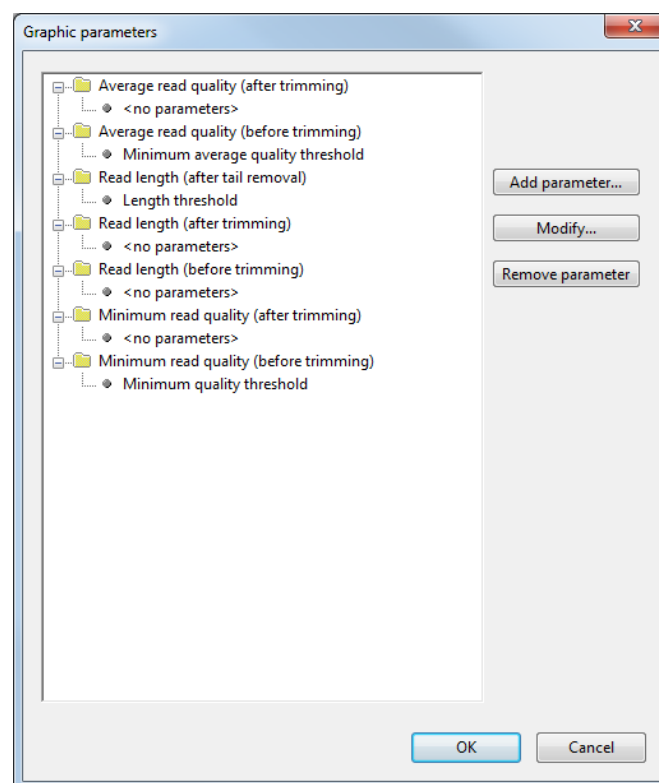 Graphic parameters
Average read quality (after trimming)
<no parameters>
Average read quality (before trimming)
Minimum average quality threshold
Read length (after tail removal)
Length threshold
Read length (after trimming)
<no parameters>
Read length (before trimming)
<no parameters>
Minimum read quality (after trimming)
<no parameters>
Minimum read quality (before trimming)
Minimum quality threshold
Add parameter...
Modify...
Remove parameter
OK
Cancel